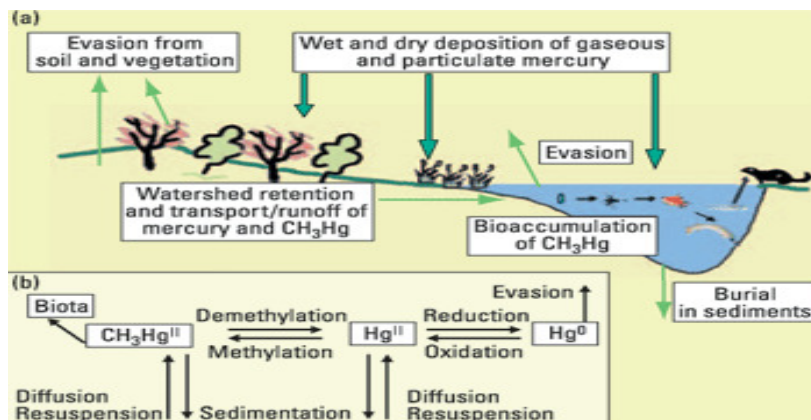 (a)
Evasion from
soil and vegetation
Wet and dry deposition of gaseous
and particulate mercury
Evasion
Watershed retention
and transport/runoff of
mercury and CH₃Hg
Bioaccumulation
of CH₃Hg
Burial
in sediments
(b)
Biota
CH₃Hgᴵᴵ
Demethylation
Methylation
Hgᴵᴵ
Reduction
Oxidation
Hg⁰
Evasion
Diffusion
Resuspension
Sedimentation
Diffusion
Resuspension